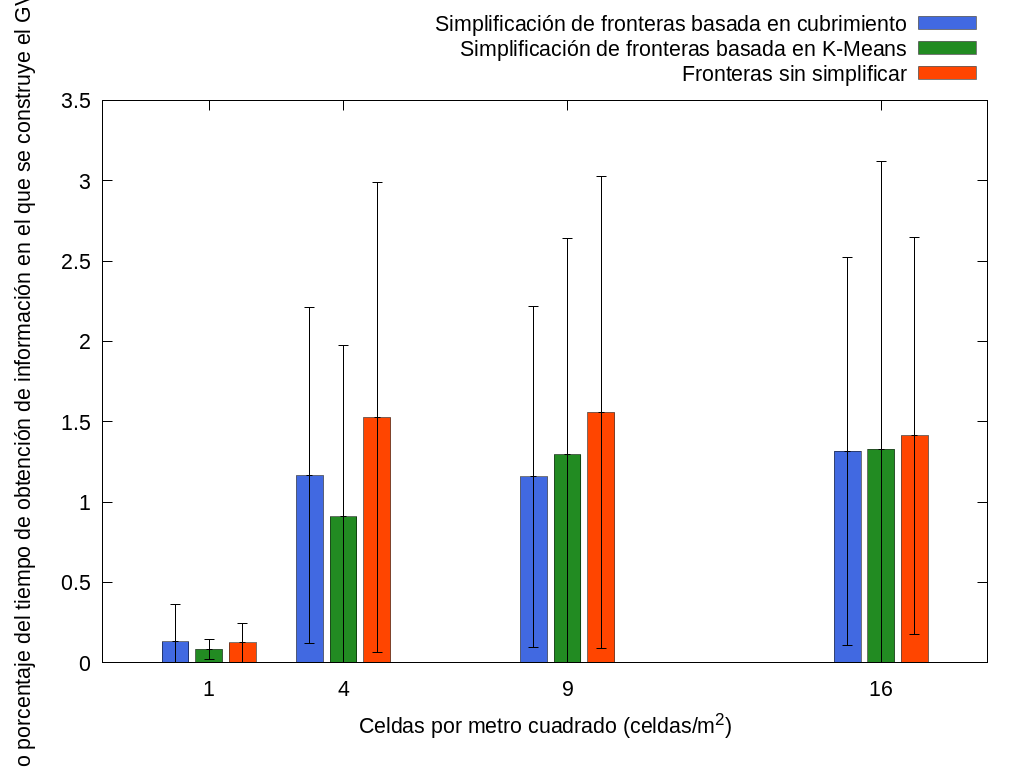 Simplificación de fronteras basada en cubrimiento
Simplificación de fronteras basada en K-Means
Fronteras sin simplificar
o porcentaje del tiempo de obtención de información en el que se construye el
3.5
3
2.5
2
1.5
1
0.5
0
1 4 9 16
Celdas por metro cuadrado (celdas/m²)